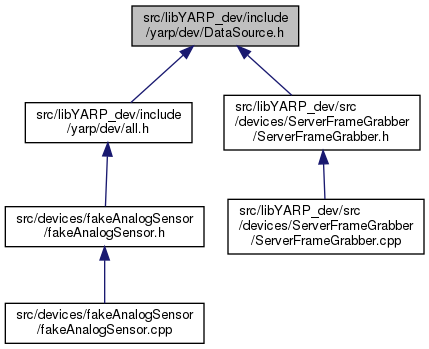 src/libYARP_dev/include
/yarp/dev/DataSource.h
src/libYARP_dev/include
/yarp/dev/all.h
src/libYARP_dev/src
/devices/ServerFrameGrabber
/ServerFrameGrabber.h
src/devices/fakeAnalogSensor
/fakeAnalogSensor.h
src/libYARP_dev/src
/devices/ServerFrameGrabber
/ServerFrameGrabber.cpp
src/devices/fakeAnalogSensor
/fakeAnalogSensor.cpp